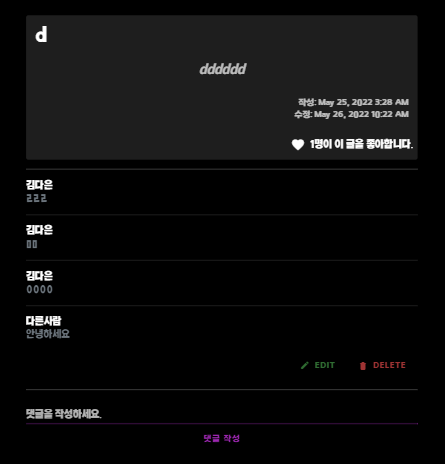 d
dddddd
작성: May 25, 2022 3:28 AM
수정: May 26, 2022 10:22 AM
1명이 이 글을 좋아합니다.
김다은
ㄹㄹㄹ
김다은
김다은
ㅇㅇㅇㅇ
다른사람
안녕하세요
EDIT DELETE
댓글을 작성하세요.
댓글 작성